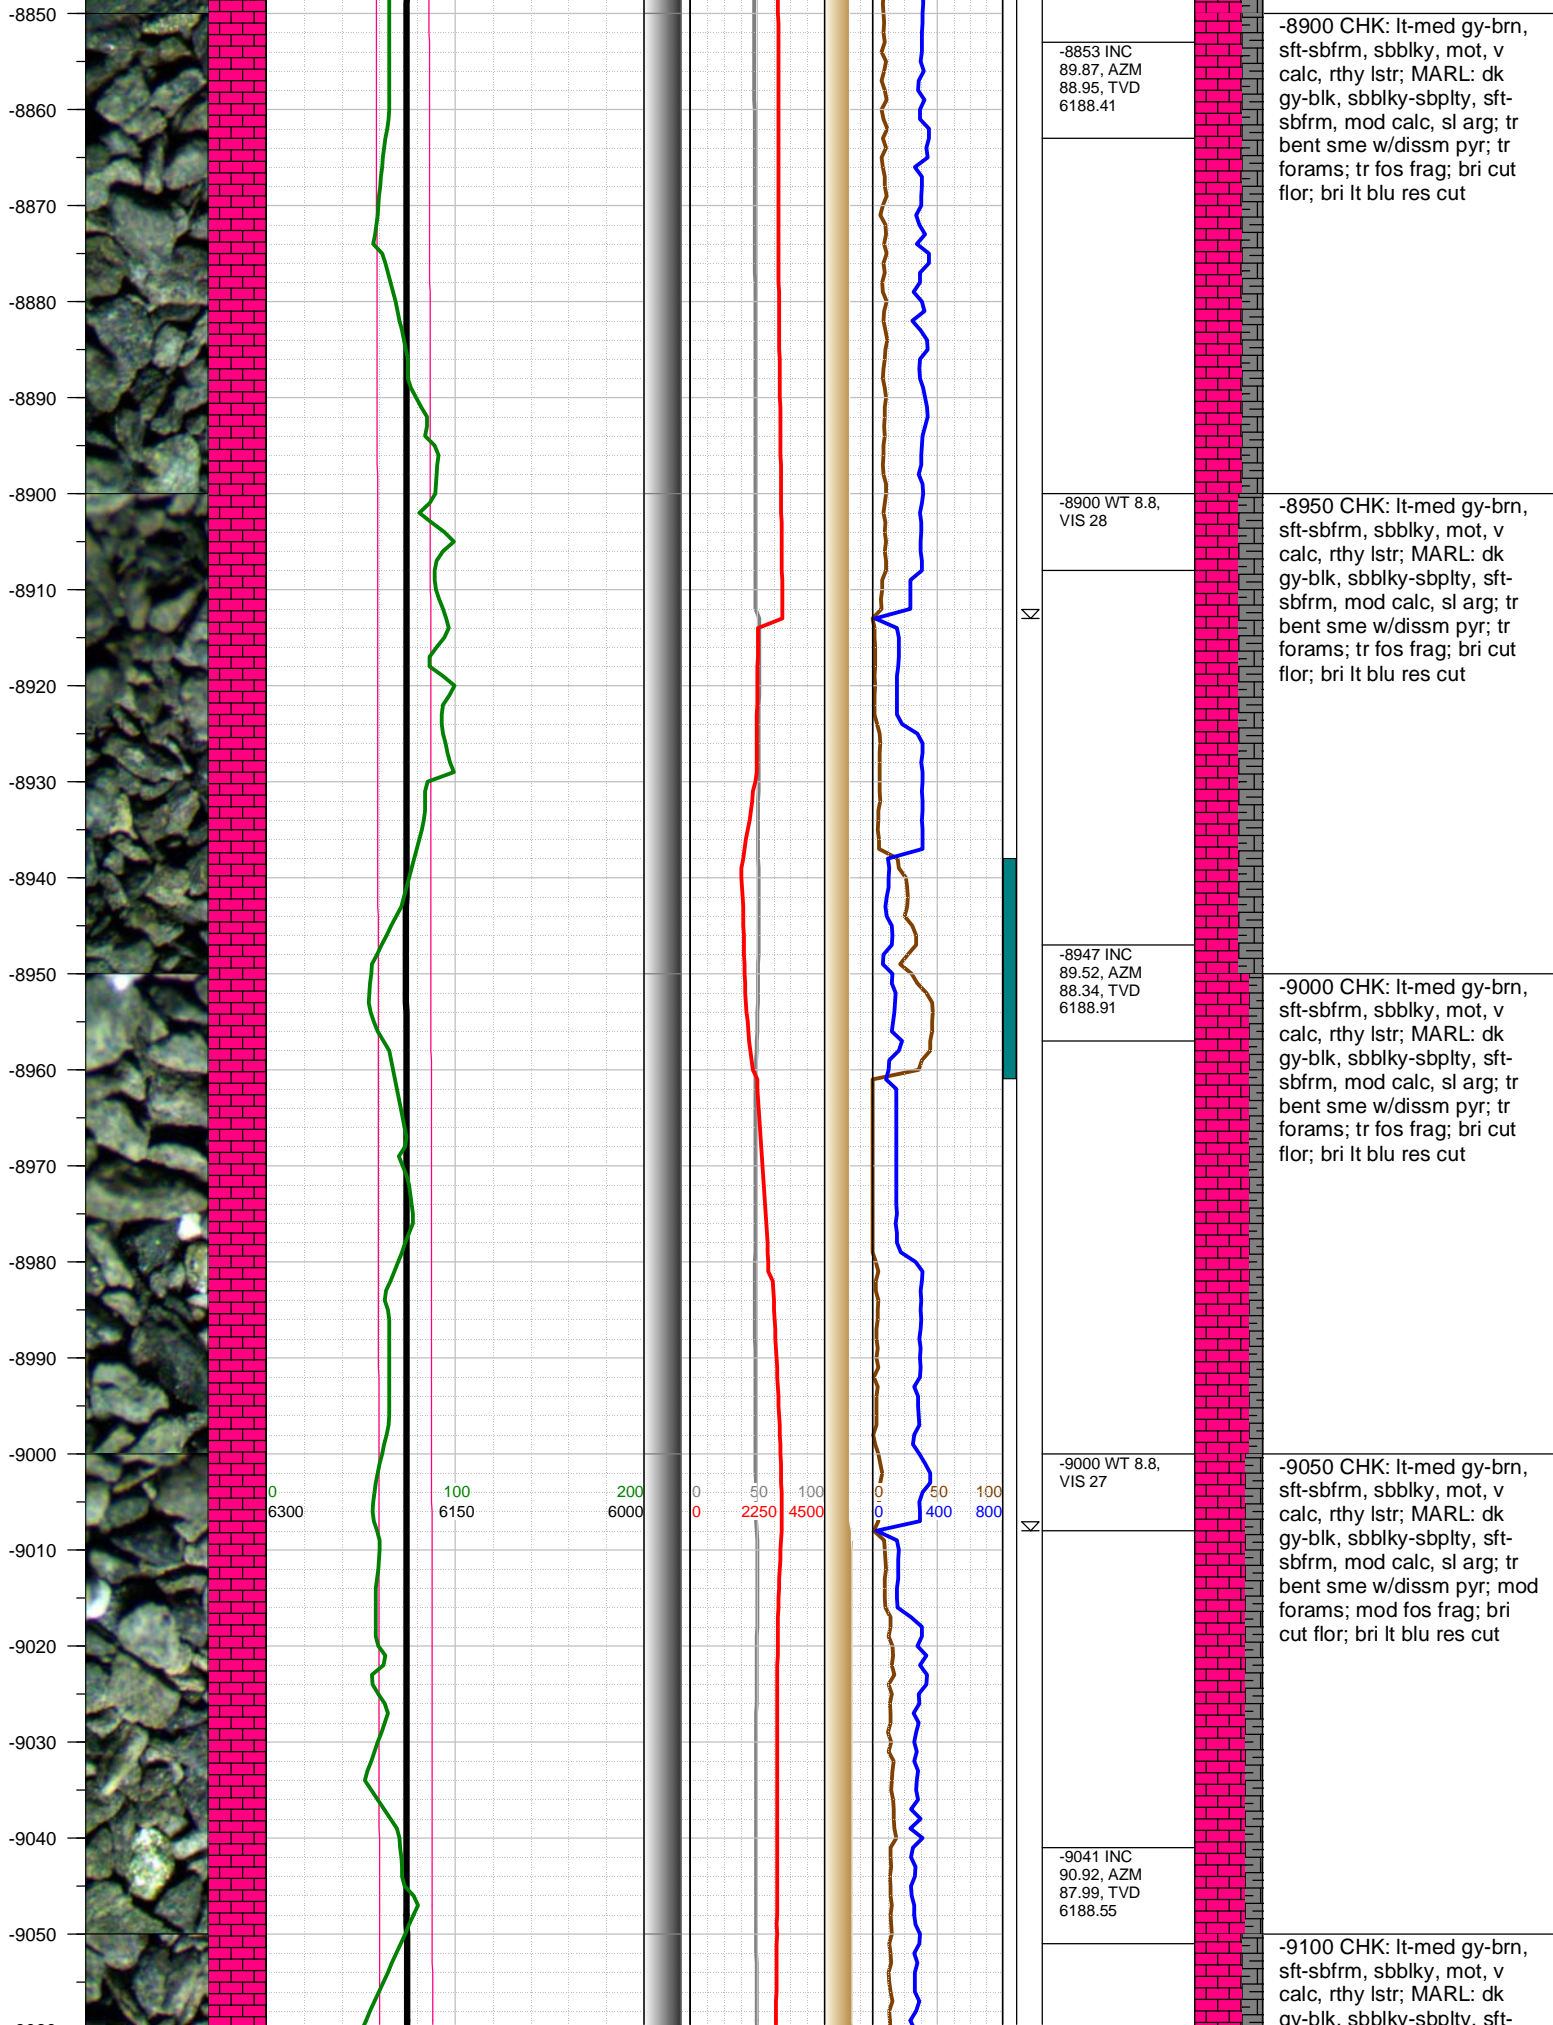 -8850
-8860
-8870
-8880
-8890
-8900
-8910
-8920
-8930
-8940
-8950
-8960
-8970
-8980
-8990
-9000
-9010
-9020
-9030
-9040
-9050
0 100 200
6300 6150 6000
0 50 100
0 2250 4500
0 50 100
0 400 800
-8853 INC
89.87, AZM
88.95, TVD
6188.41
-8900 WT 8.8,
VIS 28
-8947 INC
89.52, AZM
88.34, TVD
6188.91
-9000 WT 8.8,
VIS 27
-9041 INC
90.92, AZM
87.99, TVD
6188.55
-8900 CHK: lt-med gy-brn,
sft-sbfrm, sbblky, mot, v
calc, rthy lstr; MARL: dk
gy-blk, sbblky-sbplty, sft-
sbfrm, mod calc, sl arg; tr
bent sme w/dissm pyr; tr
forams; tr fos frag; bri cut
flor; bri lt blu res cut
-8950 CHK: lt-med gy-brn,
sft-sbfrm, sbblky, mot, v
calc, rthy lstr; MARL: dk
gy-blk, sbblky-sbplty, sft-
sbfrm, mod calc, sl arg; tr
bent sme w/dissm pyr; tr
forams; tr fos frag; bri cut
flor; bri lt blu res cut
-9000 CHK: lt-med gy-brn,
sft-sbfrm, sbblky, mot, v
calc, rthy lstr; MARL: dk
gy-blk, sbblky-sbplty, sft-
sbfrm, mod calc, sl arg; tr
bent sme w/dissm pyr; tr
forams; tr fos frag; bri cut
flor; bri lt blu res cut
-9050 CHK: lt-med gy-brn,
sft-sbfrm, sbblky, mot, v
calc, rthy lstr; MARL: dk
gy-blk, sbblky-sbplty, sft-
sbfrm, mod calc, sl arg; tr
bent sme w/dissm pyr; mod
forams; mod fos frag; bri
cut flor; bri lt blu res cut
-9100 CHK: lt-med gy-brn,
sft-sbfrm, sbblky, mot, v
calc, rthy lstr; MARL: dk
gy-blk, sbblky-sbplty, sft-